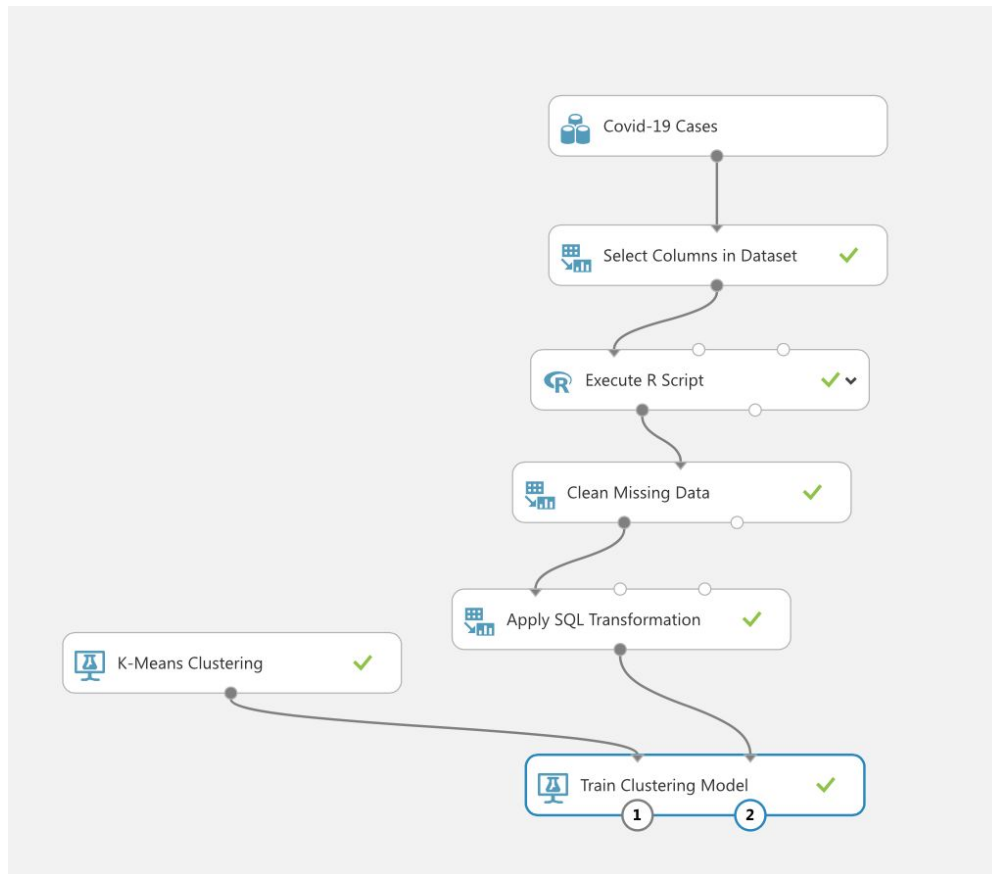 Covid-19 Cases
Select Columns in Dataset
R Execute R Script
Clean Missing Data
Apply SQL Transformation
K-Means Clustering
Train Clustering Model
1 2